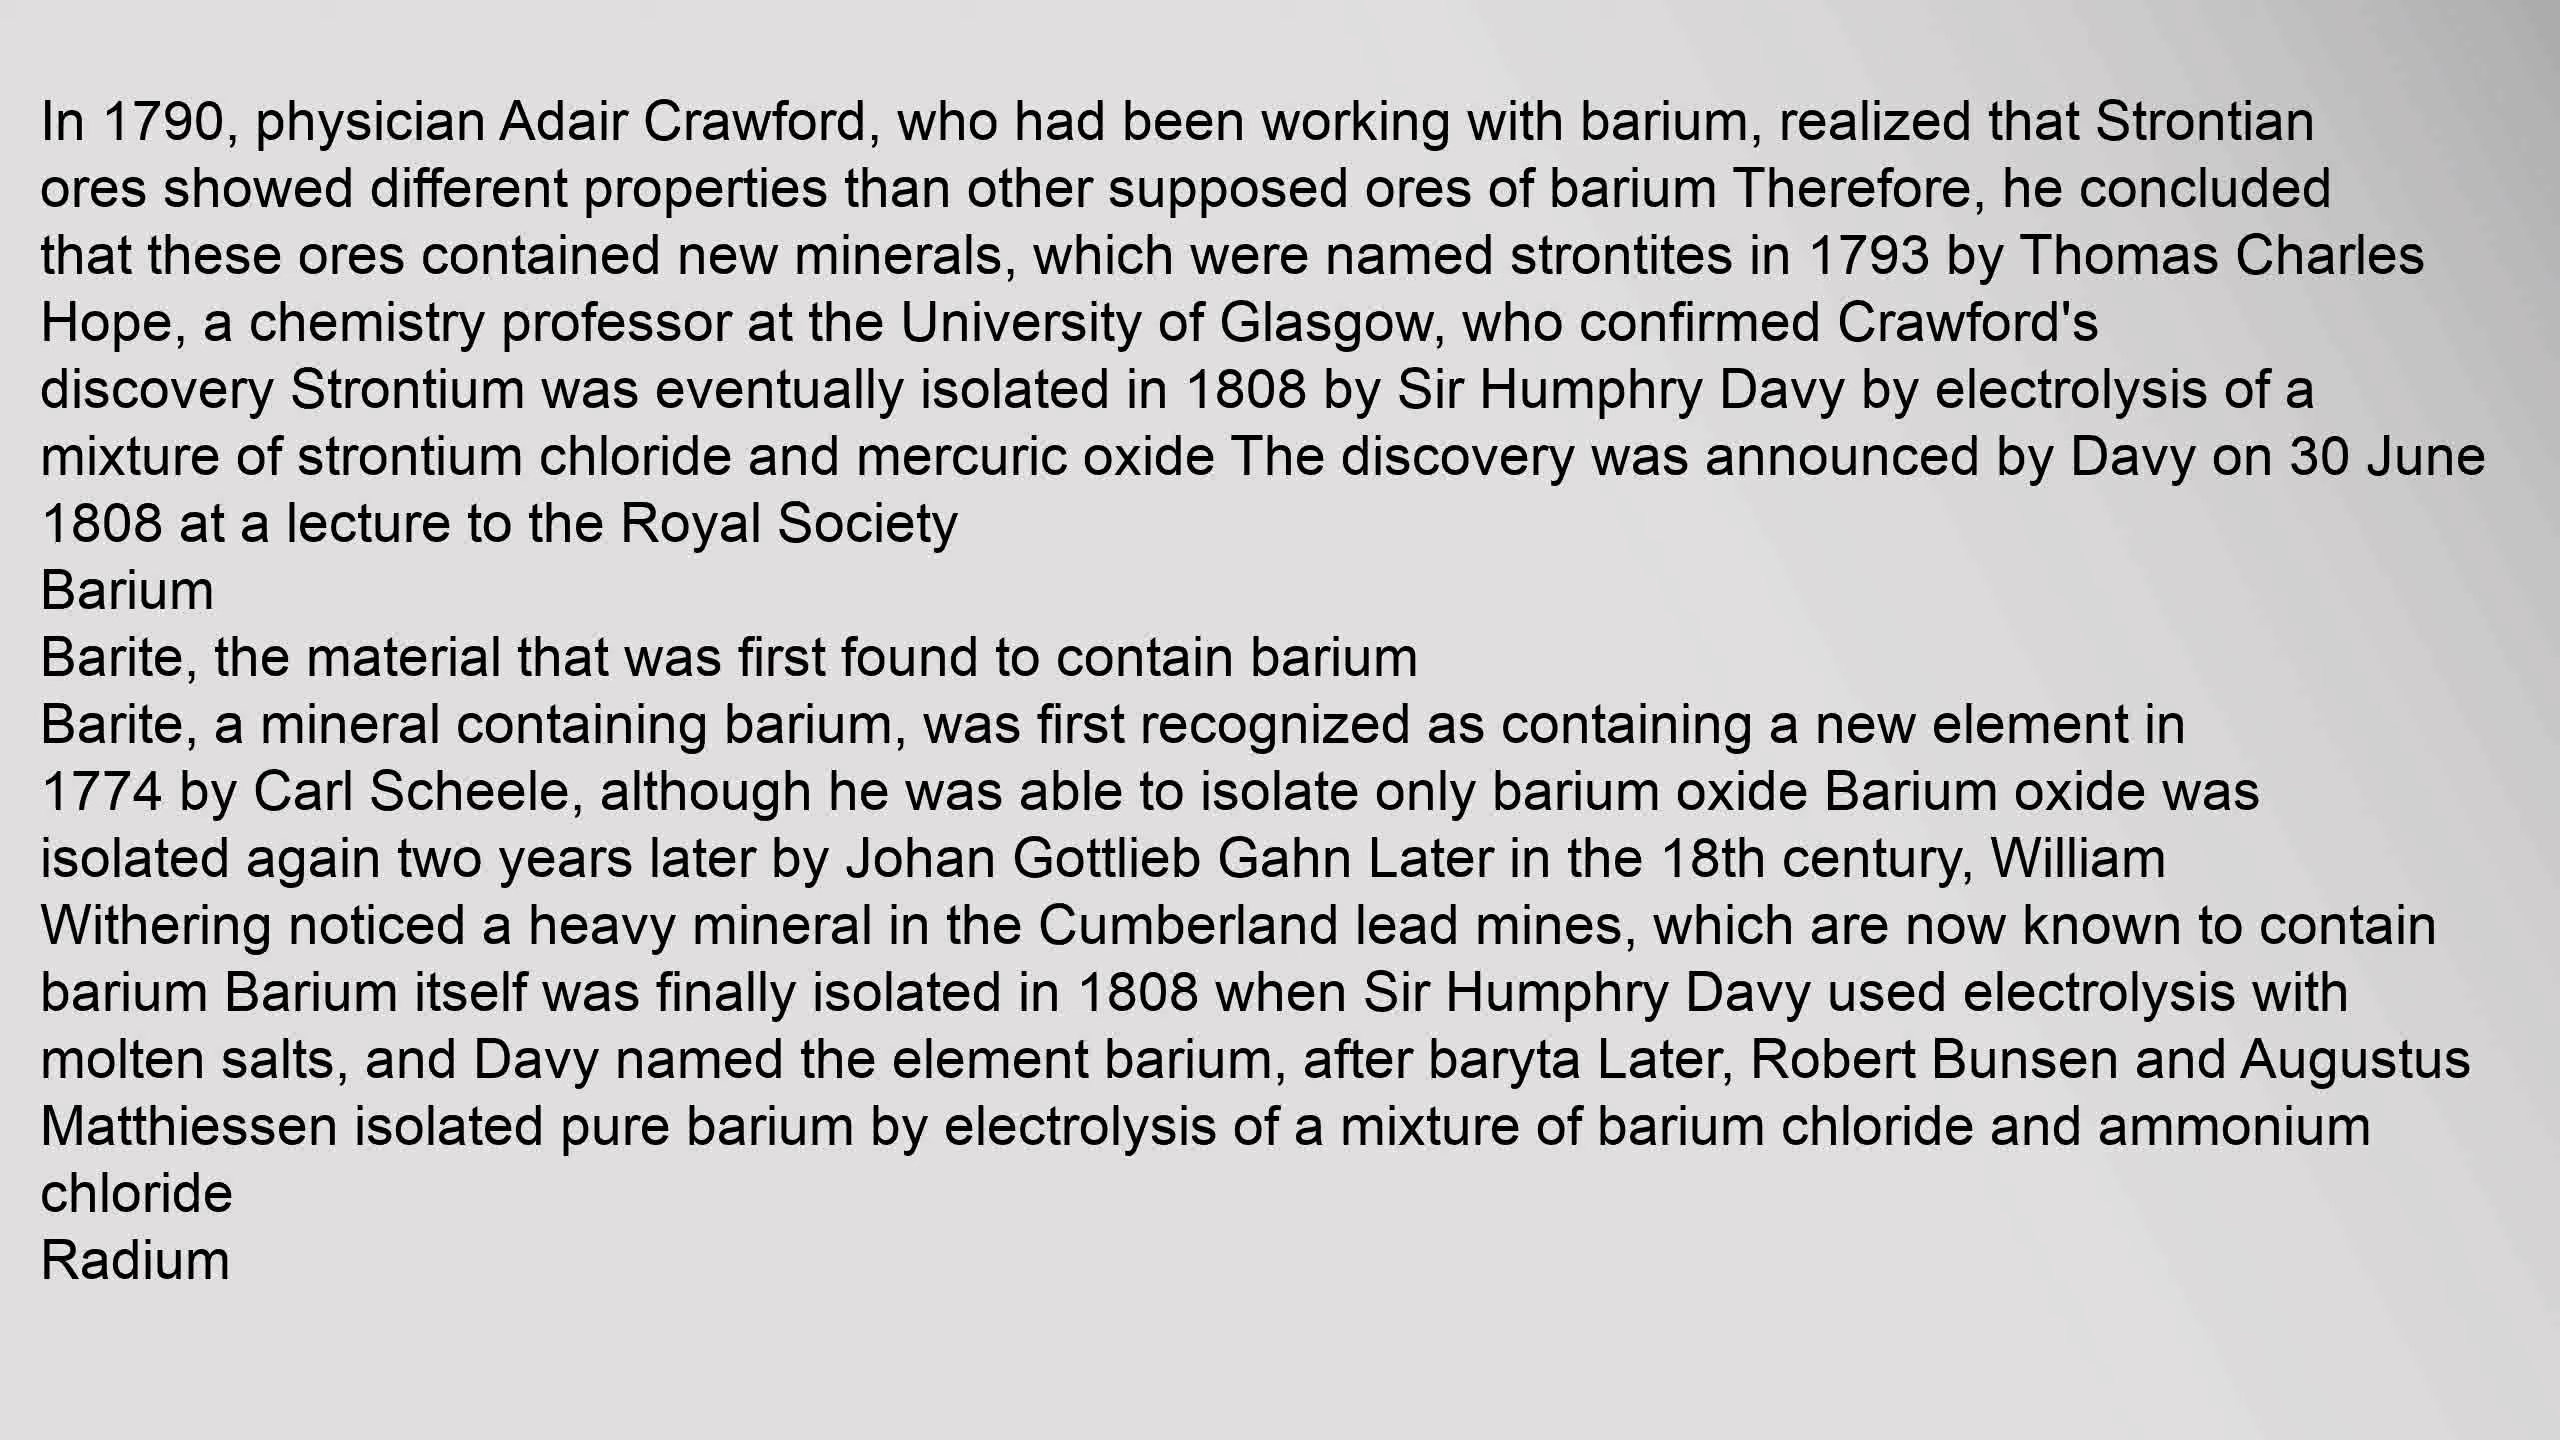 In 1790, physician Adair Crawford, who had been working with barium, realized that Strontian
ores showed different properties than other supposed ores of barium Therefore, he concluded
that these ores contained new minerals, which were named strontites in 1793 by Thomas Charles
Hope, a chemistry professor at the University of Glasgow, who confirmed Crawford's
discovery Strontium was eventually isolated in 1808 by Sir Humphry Davy by electrolysis of a
mixture of strontium chloride and mercuric oxide The discovery was announced by Davy on 30 June
1808 at a lecture to the Royal Society
Barium
Barite, the material that was first found to contain barium
Barite, a mineral containing barium, was first recognized as containing a new element in
1774 by Carl Scheele, although he was able to isolate only barium oxide Barium oxide was
isolated again two years later by Johan Gottlieb Gahn Later in the 18th century, William
Withering noticed a heavy mineral in the Cumberland lead mines, which are now known to contain
barium Barium itself was finally isolated in 1808 when Sir Humphry Davy used electrolysis with
molten salts, and Davy named the element barium, after baryta Later, Robert Bunsen and Augustus
Matthiessen isolated pure barium by electrolysis of a mixture of barium chloride and ammonium
chloride
Radium